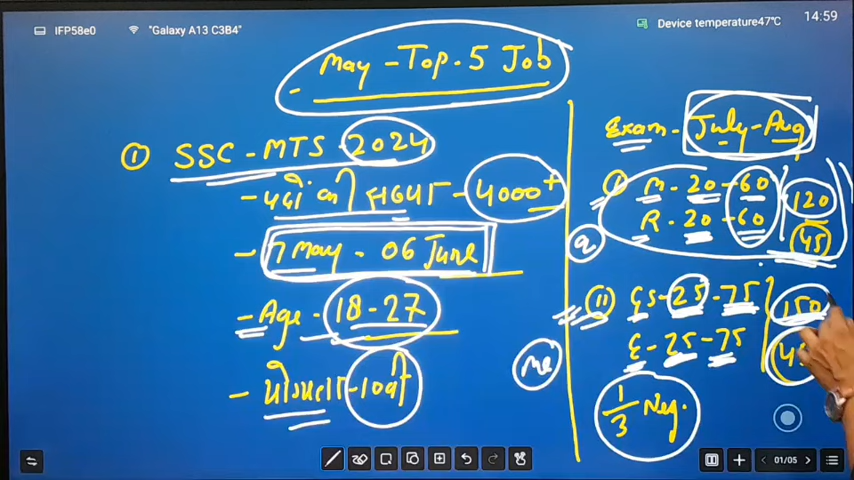 IFP58e0 "Galaxy A13 C3B4" Device temperature47℃ 14:59
May - Top - 5 Job
① SSC - MTS - 2024
- पदों की संख्या - 4000+
- 7 May - 06 June
- Age - 18-27
- योग्यता - 10वीं
Exam - July - Aug
① M - 20 - 60 120
R - 20 - 60 45
② GS - 25 - 75 150
E - 25 - 75
1/3 Neg.
01/05